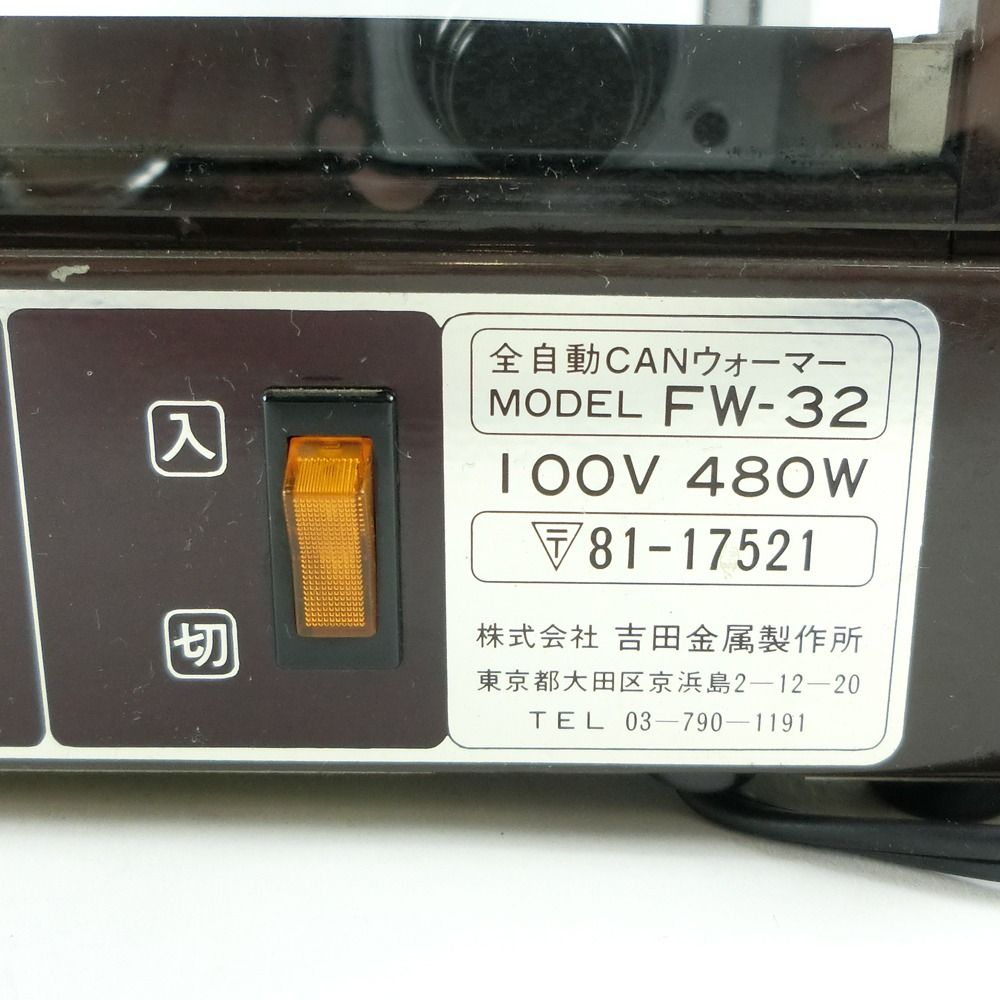 入
切
全自動CANウォーマー
MODEL FW-32
100V 480W
〒81-17521
株式会社 吉田金属製作所
東京都大田区京浜島2-12-20
TEL 03-790-1191